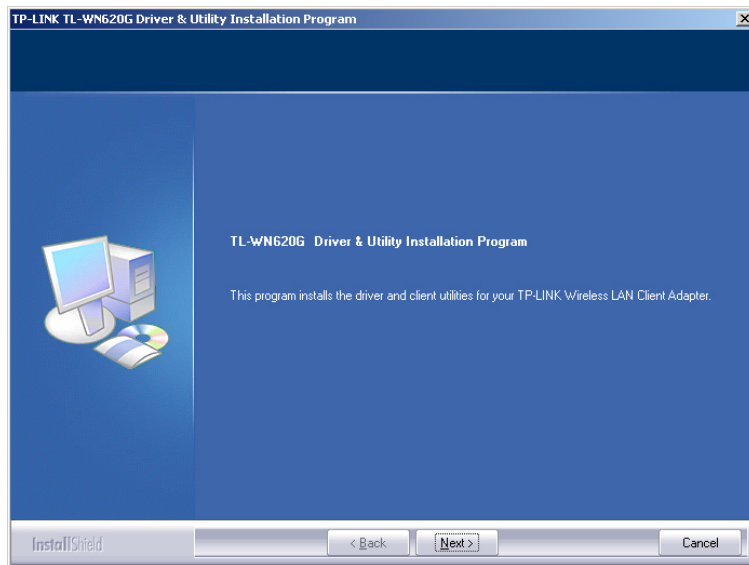 TP-LINK TL-WN620G Driver & Utility Installation Program
TL-WN620G Driver & Utility Installation Program
This program installs the driver and client utilities for your TP-LINK Wireless LAN Client Adapter.
InstallShield
< Back
Next >
Cancel